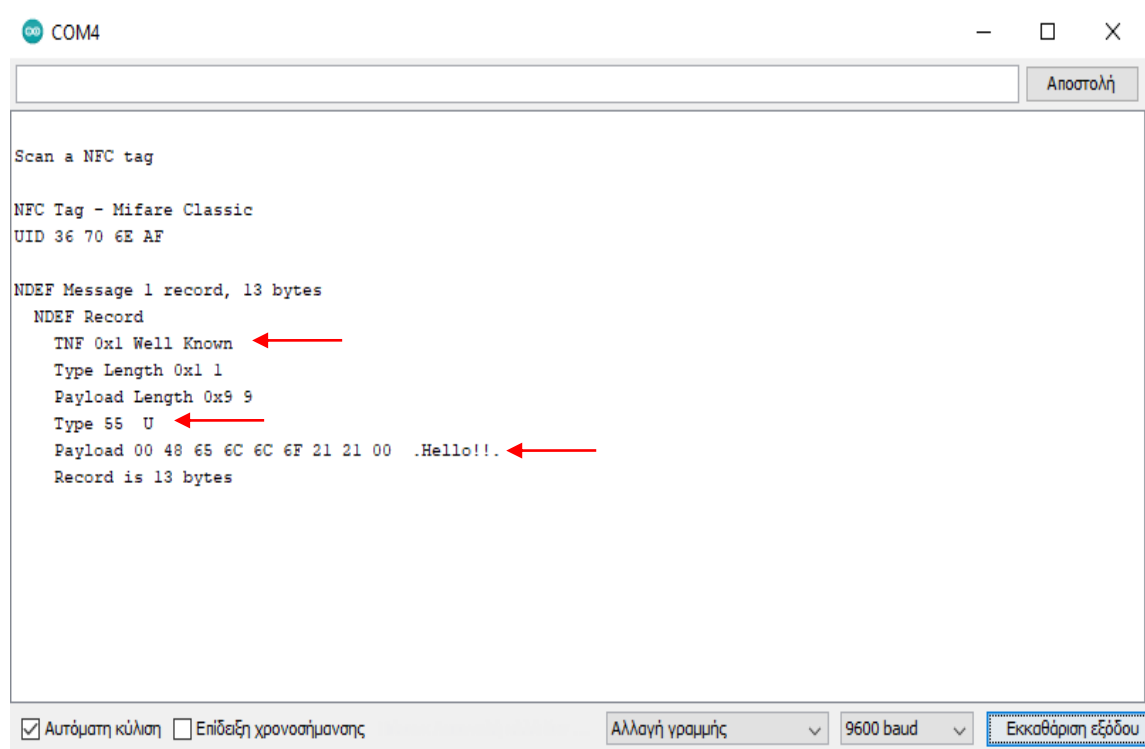 COM4
Αποστολή
Scan a NFC tag
NFC Tag - Mifare Classic
UID 36 70 6E AF
NDEF Message 1 record, 13 bytes
NDEF Record
TNF 0x1 Well Known
Type Length 0x1 1
Payload Length 0x9 9
Type 55  U
Payload 00 48 65 6C 6C 6F 21 21 00  .Hello!!.
Record is 13 bytes
Αυτόματη κύλιση Επίδειξη χρονοσήμανσης Αλλαγή γραμμής 9600 baud Εκκαθάριση εξόδου